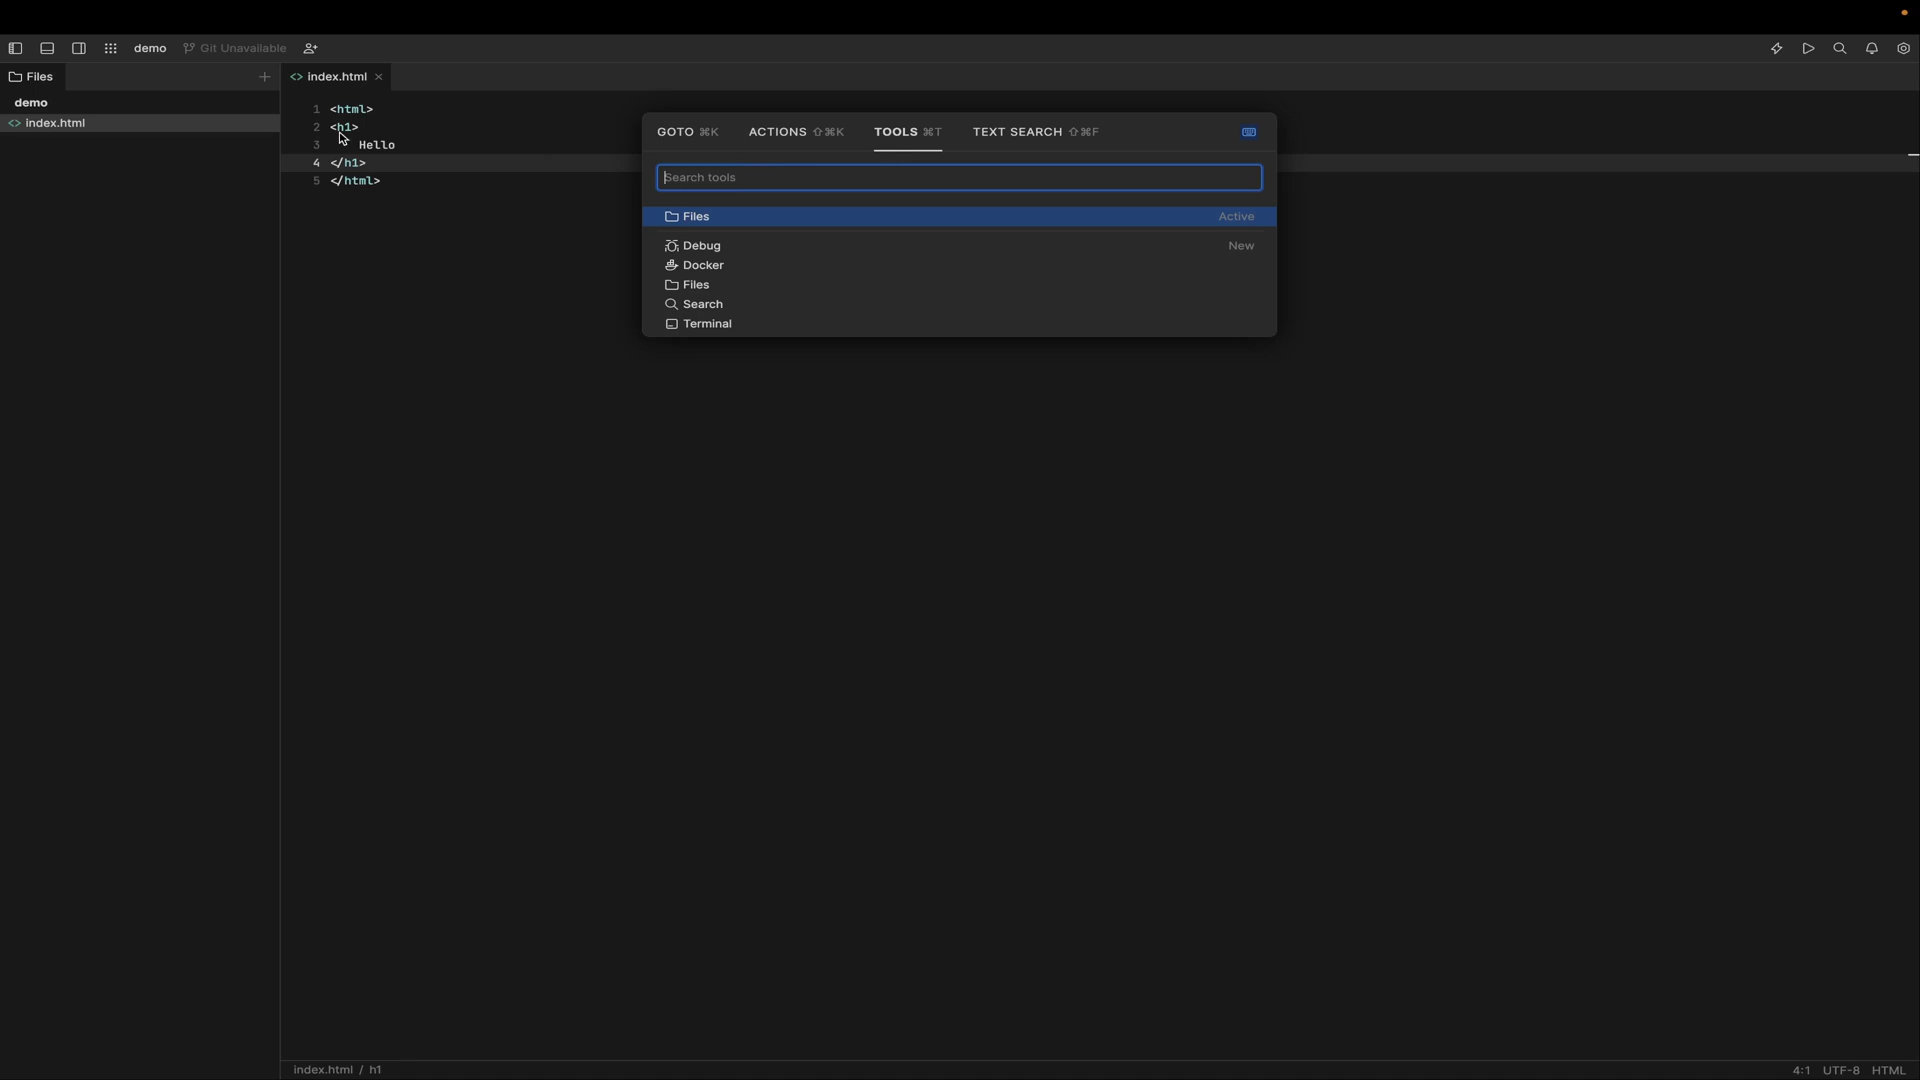 demo Git Unavailable
Files
index.html
demo
index.html
1 <html>
2 <h1>
3 Hello
4 </h1>
5 </html>
GOTO ⌘K ACTIONS ⇧⌘K TOOLS ⌘T TEXT SEARCH ⇧⌘F
Search tools
Files Active
Debug New
Docker
Files
Search
Terminal
index.html / h1 4:1 UTF-8 HTML